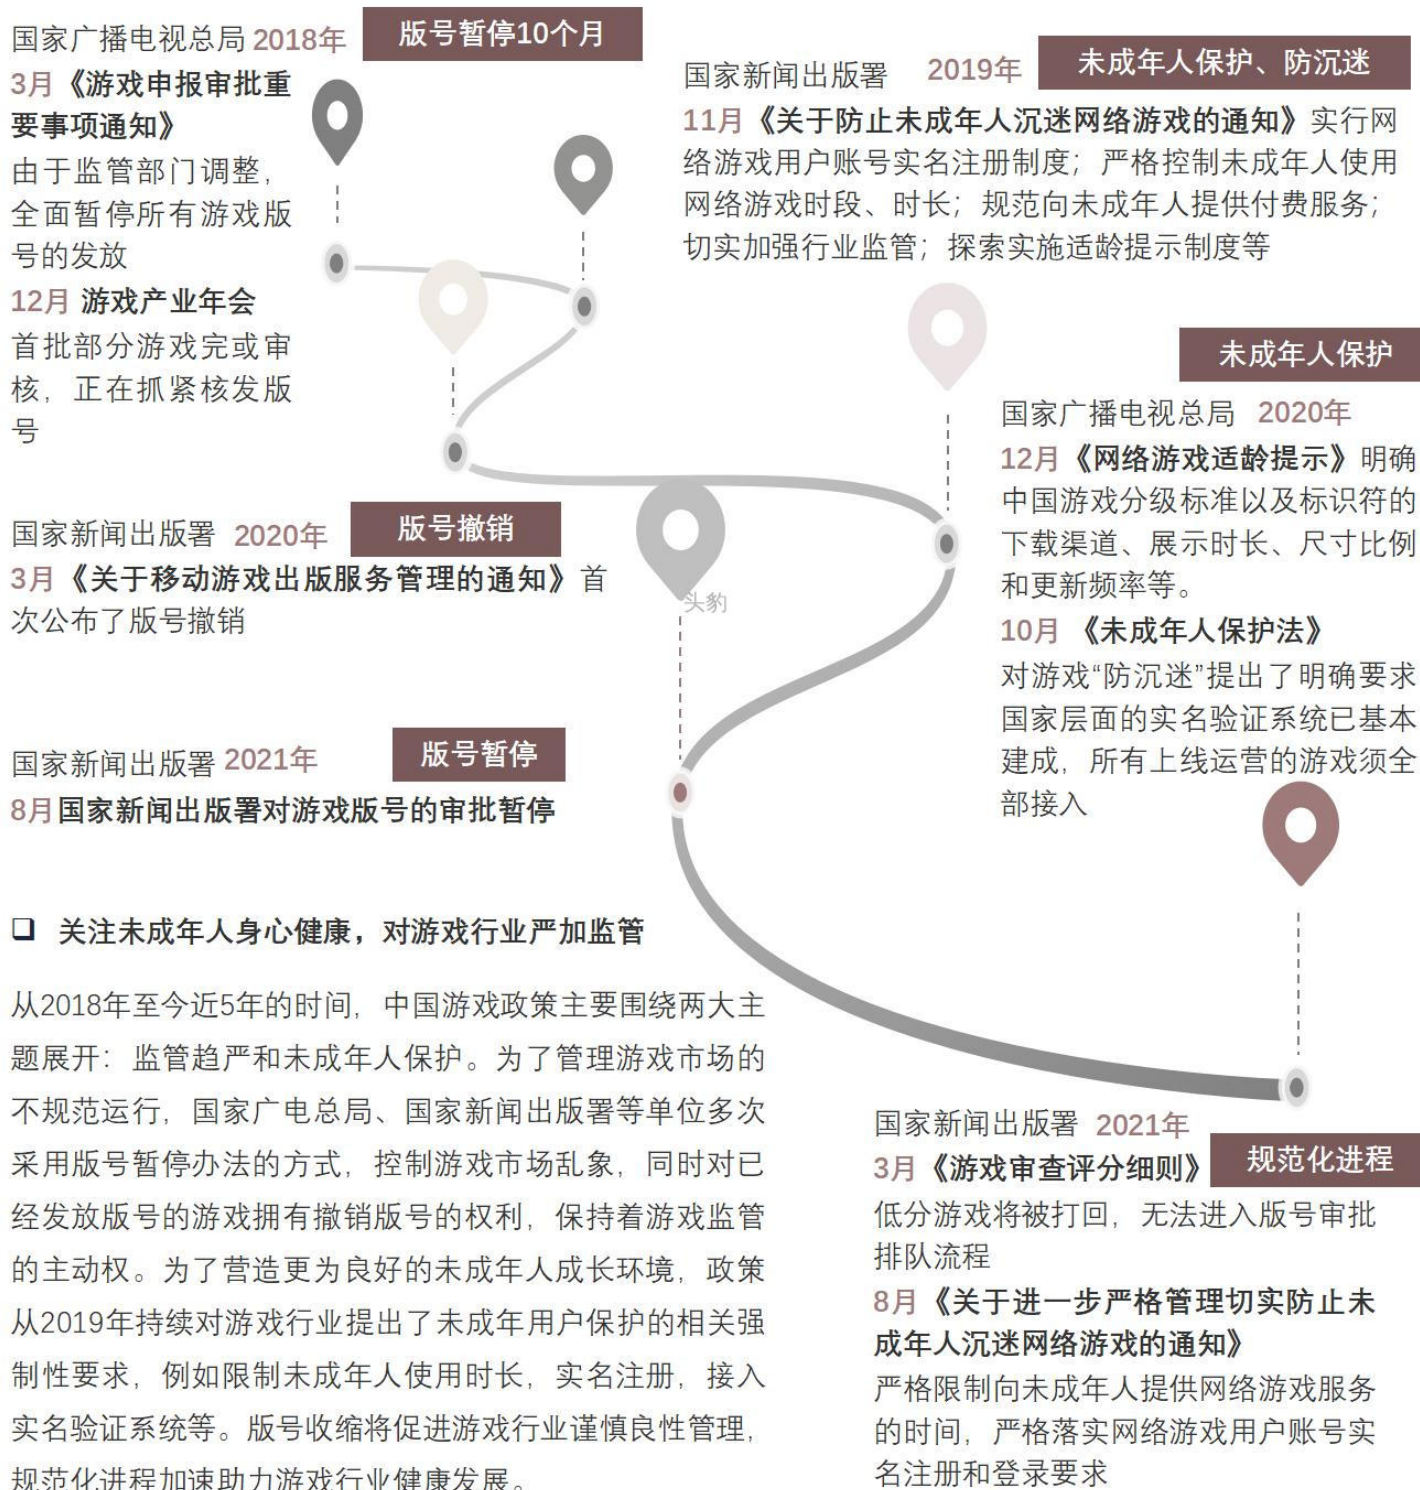 国家广播电视总局 2018年
版号暂停10个月
3月《游戏申报审批重
要事项通知》
由于监管部门调整，
全面暂停所有游戏版
号的发放
12月 游戏产业年会
首批部分游戏完或审
核，正在抓紧核发版
号
国家新闻出版署 2019年
未成年人保护、防沉迷
11月《关于防止未成年人沉迷网络游戏的通知》实行网
络游戏用户账号实名注册制度；严格控制未成年人使用
网络游戏时段、时长；规范向未成年人提供付费服务；
切实加强行业监管；探索实施适龄提示制度等
国家新闻出版署 2020年
版号撤销
3月《关于移动游戏出版服务管理的通知》首
次公布了版号撤销
头豹
未成年人保护
国家广播电视总局 2020年
12月《网络游戏适龄提示》明确
中国游戏分级标准以及标识符的
下载渠道、展示时长、尺寸比例
和更新频率等。
10月 《未成年人保护法》
对游戏“防沉迷”提出了明确要求
国家层面的实名验证系统已基本
建成，所有上线运营的游戏须全
部接入
国家新闻出版署 2021年
版号暂停
8月国家新闻出版署对游戏版号的审批暂停
关注未成年人身心健康，对游戏行业严加监管
从2018年至今近5年的时间，中国游戏政策主要围绕两大主
题展开：监管趋严和未成年人保护。为了管理游戏市场的
不规范运行，国家广电总局、国家新闻出版署等单位多次
采用版号暂停办法的方式，控制游戏市场乱象，同时对已
经发放版号的游戏拥有撤销版号的权利，保持着游戏监管
的主动权。为了营造更为良好的未成年人成长环境，政策
从2019年持续对游戏行业提出了未成年用户保护的相关强
制性要求，例如限制未成年人使用时长，实名注册，接入
实名验证系统等。版号收缩将促进游戏行业谨慎良性管理，
规范化进程加速助力游戏行业健康发展。
国家新闻出版署 2021年
规范化进程
3月《游戏审查评分细则》
低分游戏将被打回，无法进入版号审批
排队流程
8月《关于进一步严格管理切实防止未
成年人沉迷网络游戏的通知》
严格限制向未成年人提供网络游戏服务
的时间，严格落实网络游戏用户账号实
名注册和登录要求